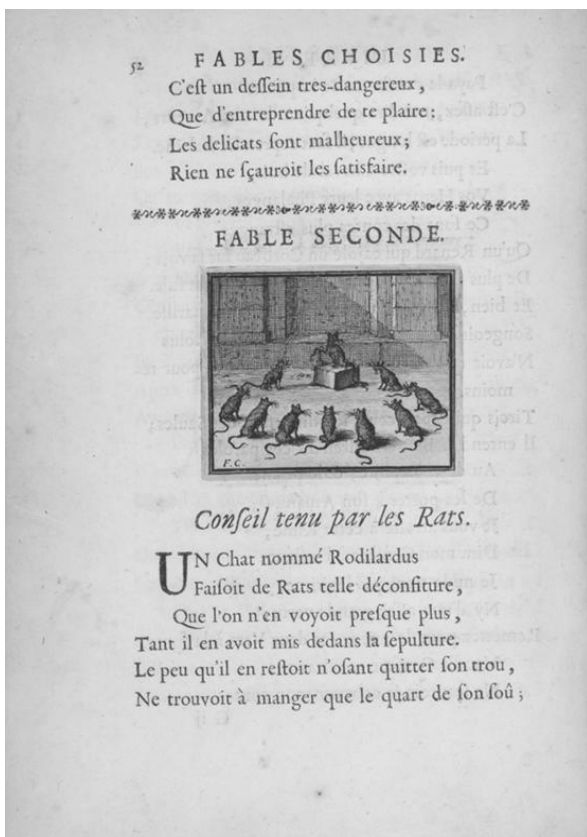 52 FABLES CHOISIES.
C'eſt un deſſein tres-dangereux,
Que d'entreprendre de te plaire;
Les delicats ſont malheureux;
Rien ne ſçauroit les ſatisfaire.
FABLE SECONDE.
F.C.
Conſeil tenu par les Rats.
UN Chat nommé Rodilardus
Faiſoit de Rats telle déconfiture,
Que l'on n'en voyoit preſque plus,
Tant il en avoit mis dedans la ſepulture.
Le peu qu'il en reſtoit n'oſant quitter ſon trou,
Ne trouvoit à manger que le quart de ſon ſoû;